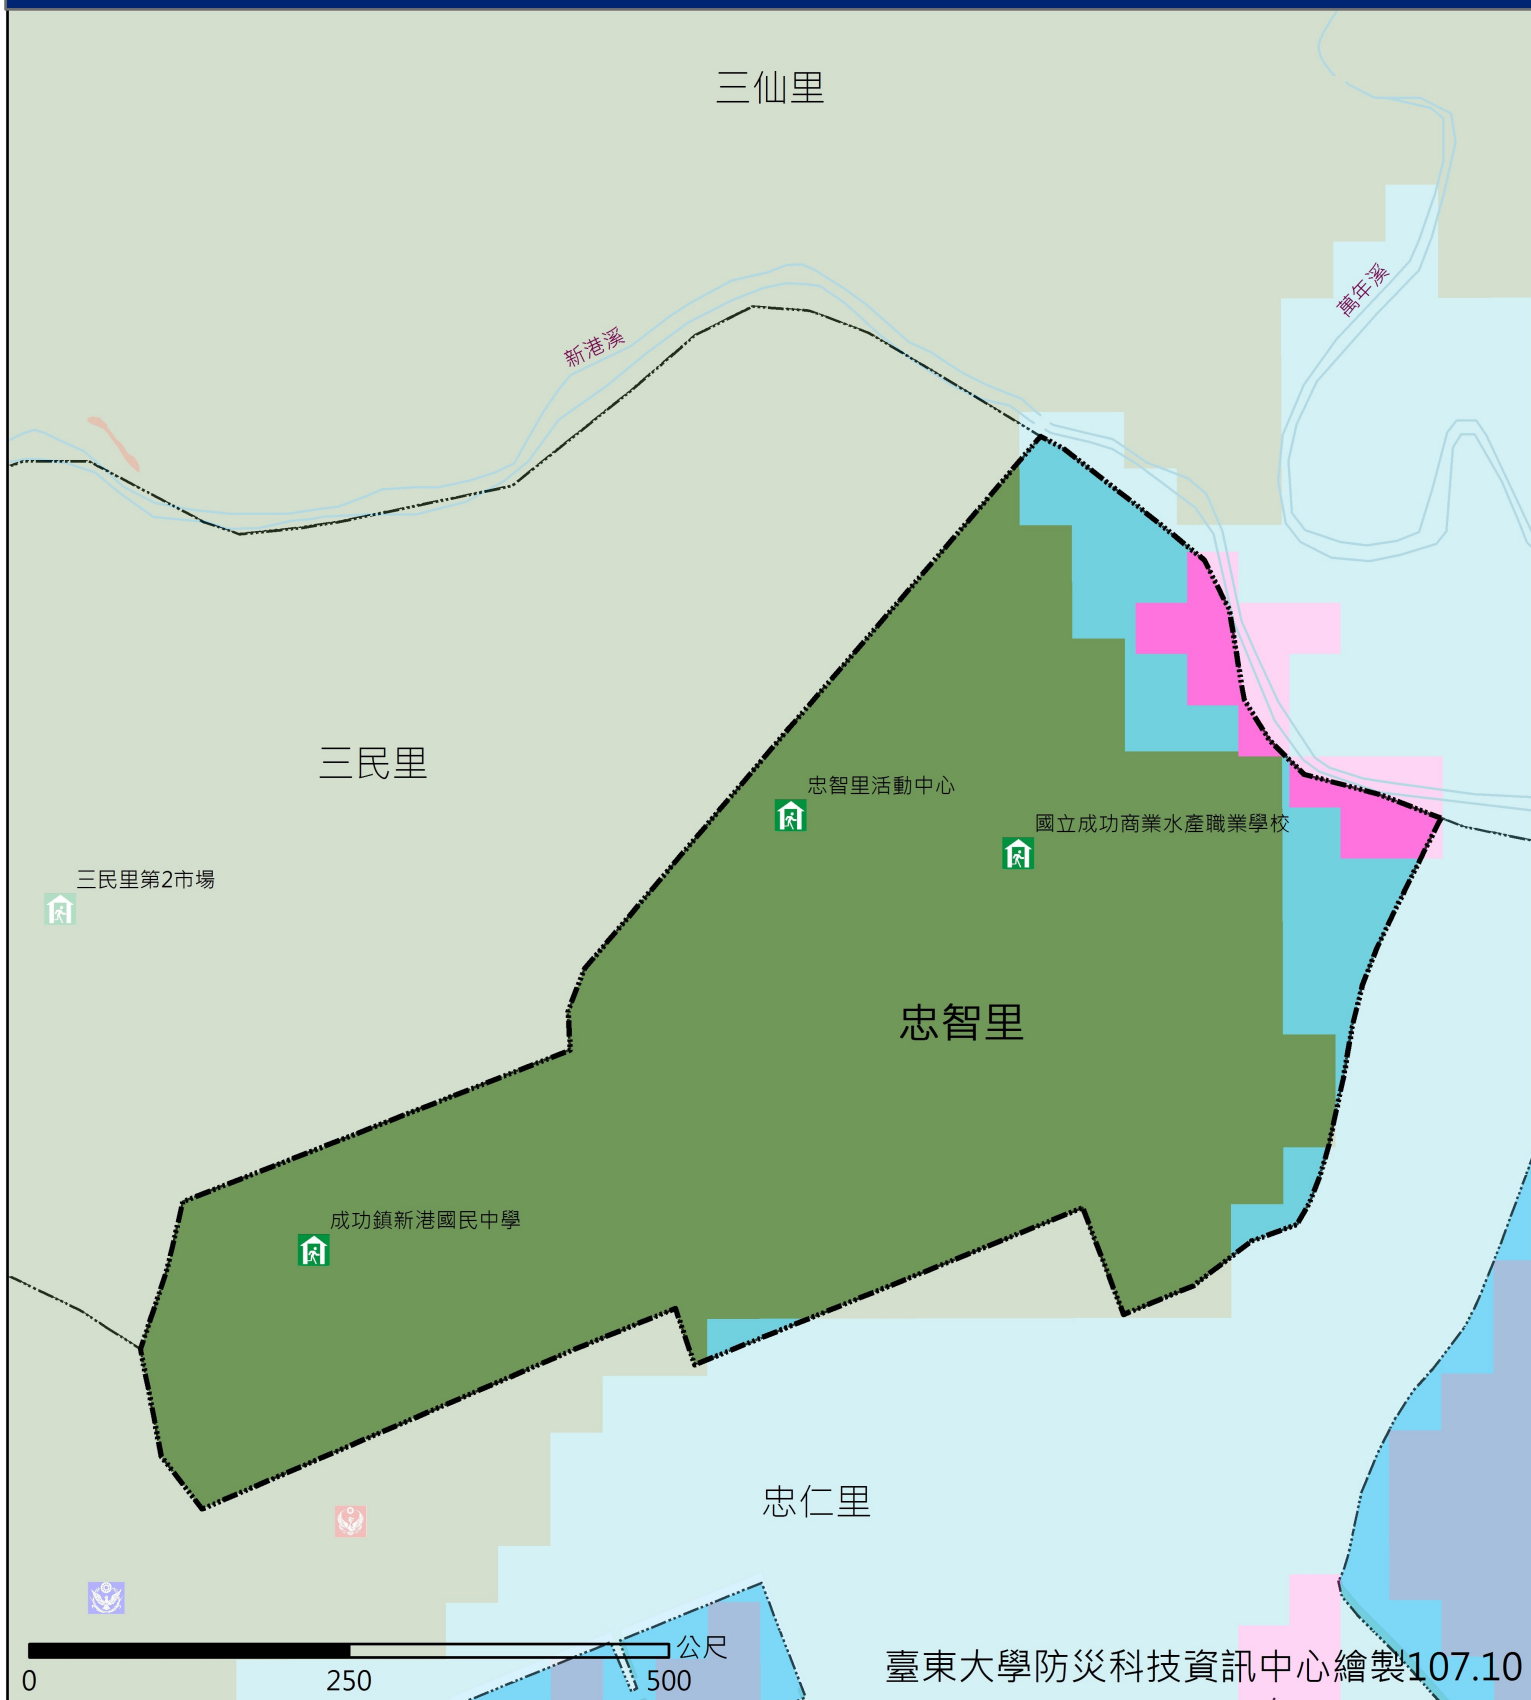 三仙里
萬年溪
新港溪
三民里
忠智里活動中心
國立成功商業水產職業學校
三民里第2市場
忠智里
成功鎮新港國民中學
忠仁里
公尺
0 250 500
臺東大學防災科技資訊中心繪製107.10